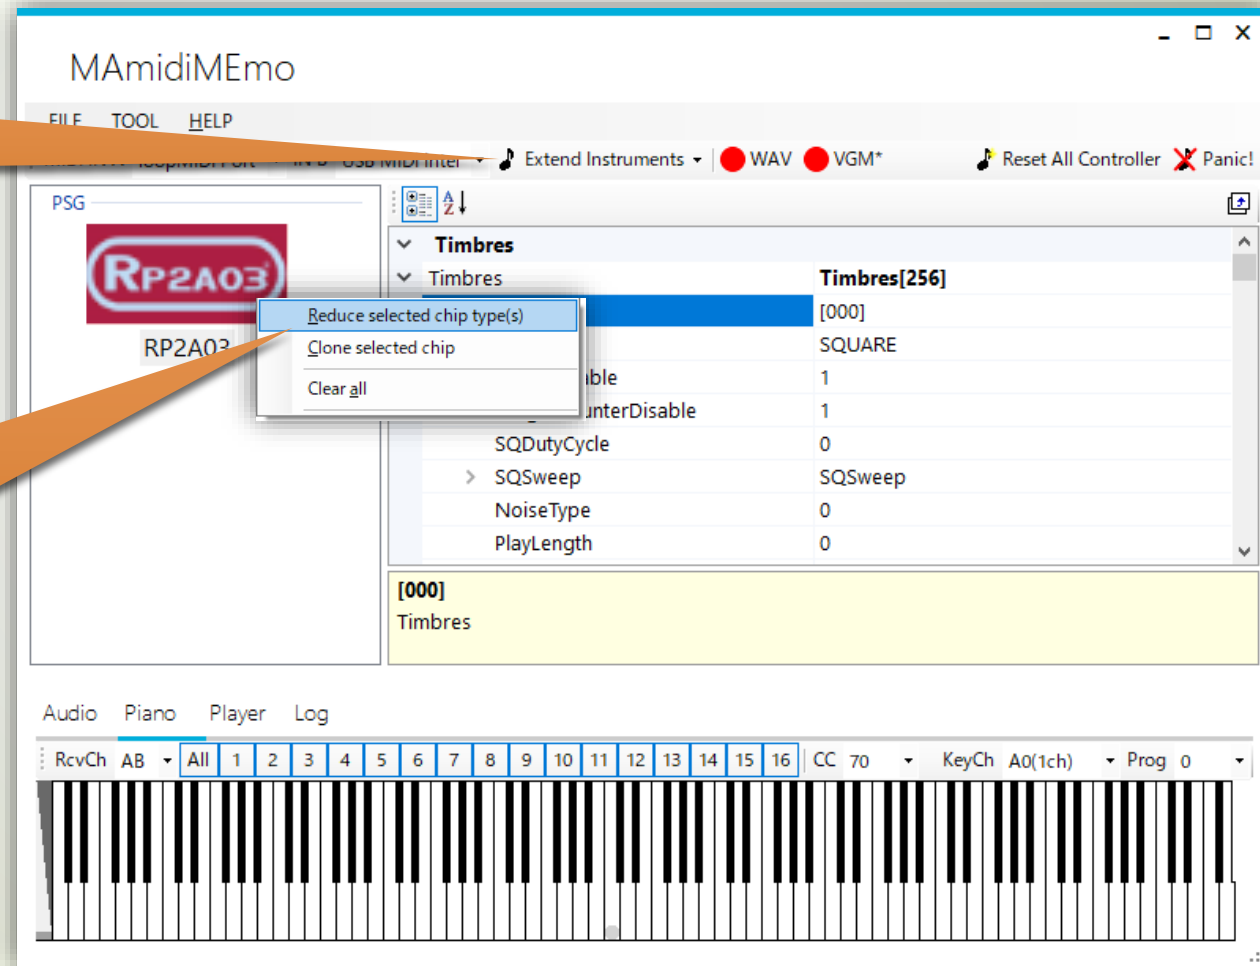 MAmidiMEmo
FILE TOOL HELP
Extend Instruments WAV VGM* Reset All Controller Panic!
PSG
RP2A03
RP2A03
Reduce selected chip type(s)
Clone selected chip
Clear all
Timbres
Timbres Timbres[256]
[000]
SQUARE
1
1
SQDutyCycle 0
SQSweep SQSweep
NoiseType 0
PlayLength 0
[000]
Timbres
Audio Piano Player Log
RcvCh AB All 1 2 3 4 5 6 7 8 9 10 11 12 13 14 15 16 CC 70 KeyCh A0(1ch) Prog 0